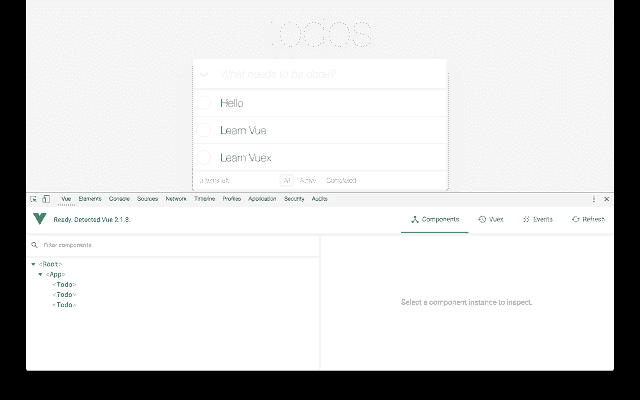 todos
What needs to be done?
Hello
Learn Vue
Learn Vuex
items left All Active Completed
Vue Elements Console Sources Network Timeline Profiles Application Security Audits
Ready. Detected Vue 2.1.8. Components Vuex Events Refresh
Filter components
<Root>
<App>
<Todo>
<Todo>
<Todo>
Select a component instance to inspect.